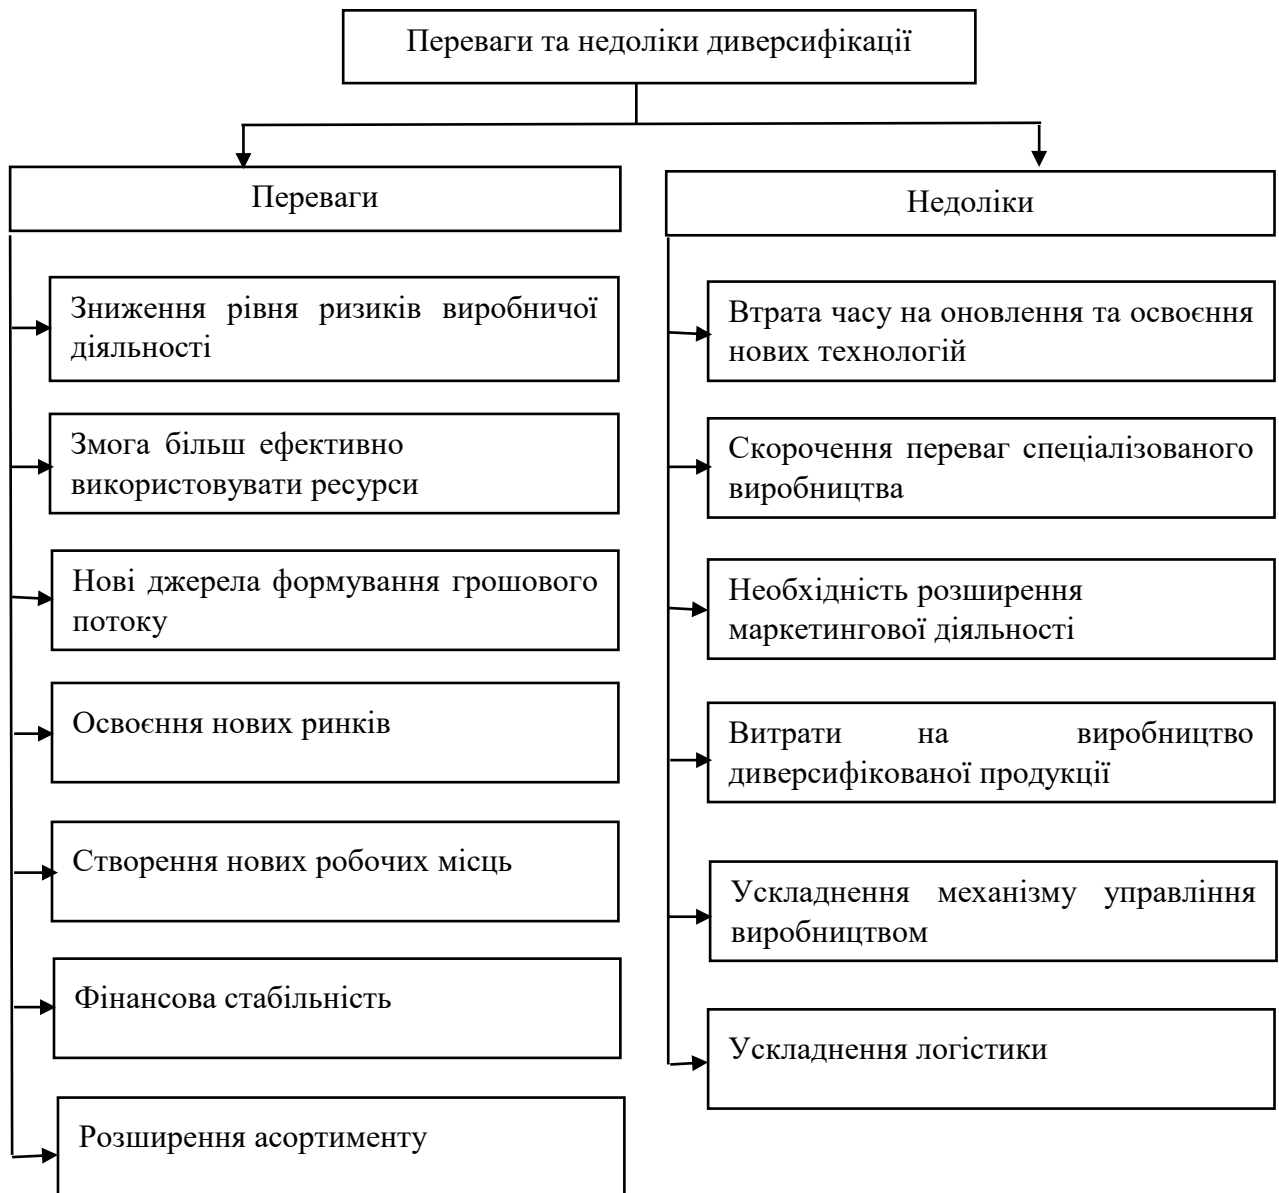 Переваги та недоліки диверсифікації
Переваги
Зниження рівня ризиків виробничої
діяльності
Змога більш ефективно
використовувати ресурси
Нові джерела формування грошового
потоку
Освоєння нових ринків
Створення нових робочих місць
Фінансова стабільність
Розширення асортименту
Недоліки
Втрата часу на оновлення та освоєння
нових технологій
Скорочення переваг спеціалізованого
виробництва
Необхідність розширення
маркетингової діяльності
Витрати на виробництво
диверсифікованої продукції
Ускладнення механізму управління
виробництвом
Ускладнення логістики